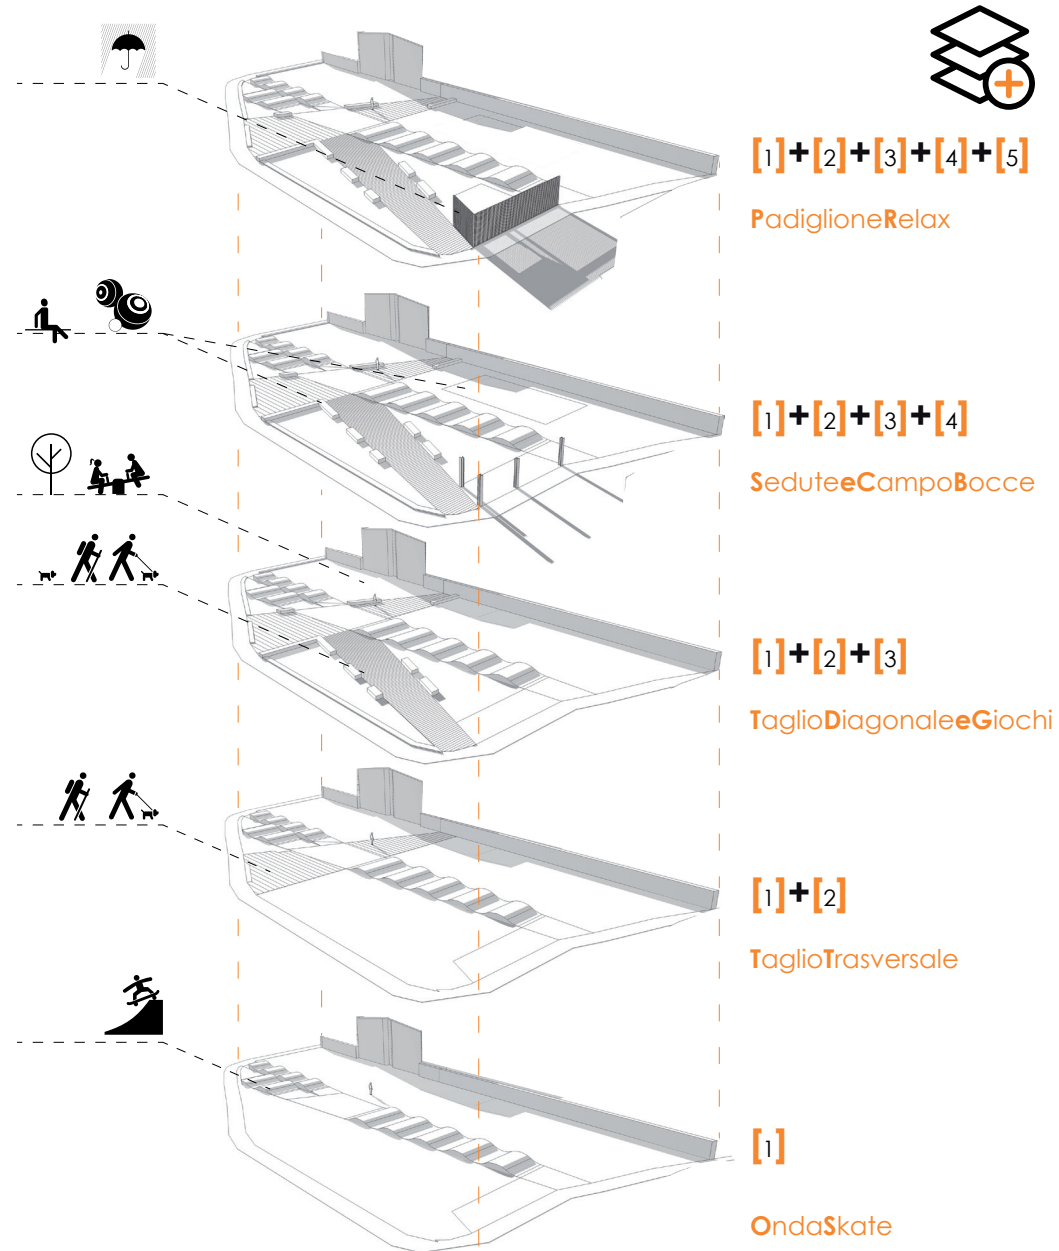 [1]+[2]+[3]+[4]+[5]
PadiglioneRelax
[1]+[2]+[3]+[4]
SeduteeCampoBocce
[1]+[2]+[3]
TaglioDiagonaleeGiochi
[1]+[2]
TaglioTrasversale
[1]
OndaSkate